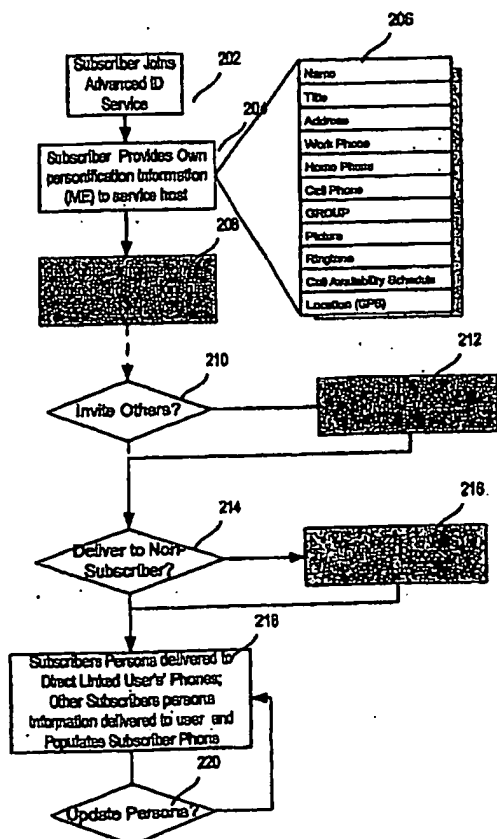 202
Subscriber Joins
Advanced ID
Service
204
Subscriber Provides Own
personification Information
(ME) to service host
206
Name
Title
Address
Work Phone
Home Phone
Cell Phone
GROUP
Picture
Ringtone
Call Availability Schedule
Location (GPS)
208
210
Invite Others?
212
214
Deliver to Non
Subscriber?
216
218
Subscribers Persona delivered to
Direct Linked User's' Phones;
Other Subscribers persona
Information delivered to user and
Populates Subscriber Phone
220
Update Persona?